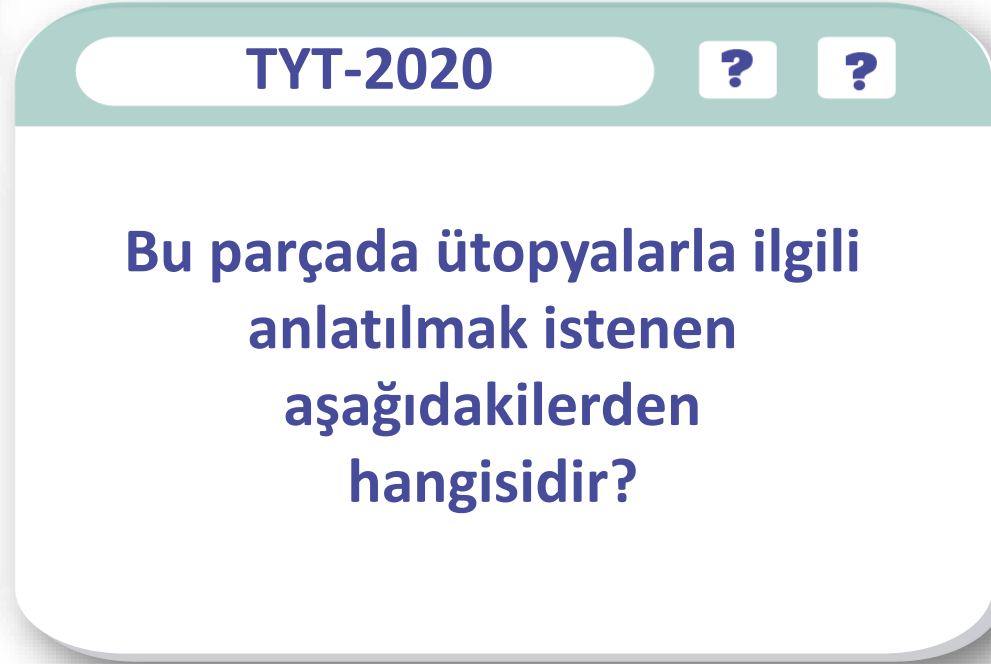 TYT-2020
?
?
Bu parçada ütopyalarla ilgili
anlatılmak istenen
aşağıdakilerden
hangisidir?